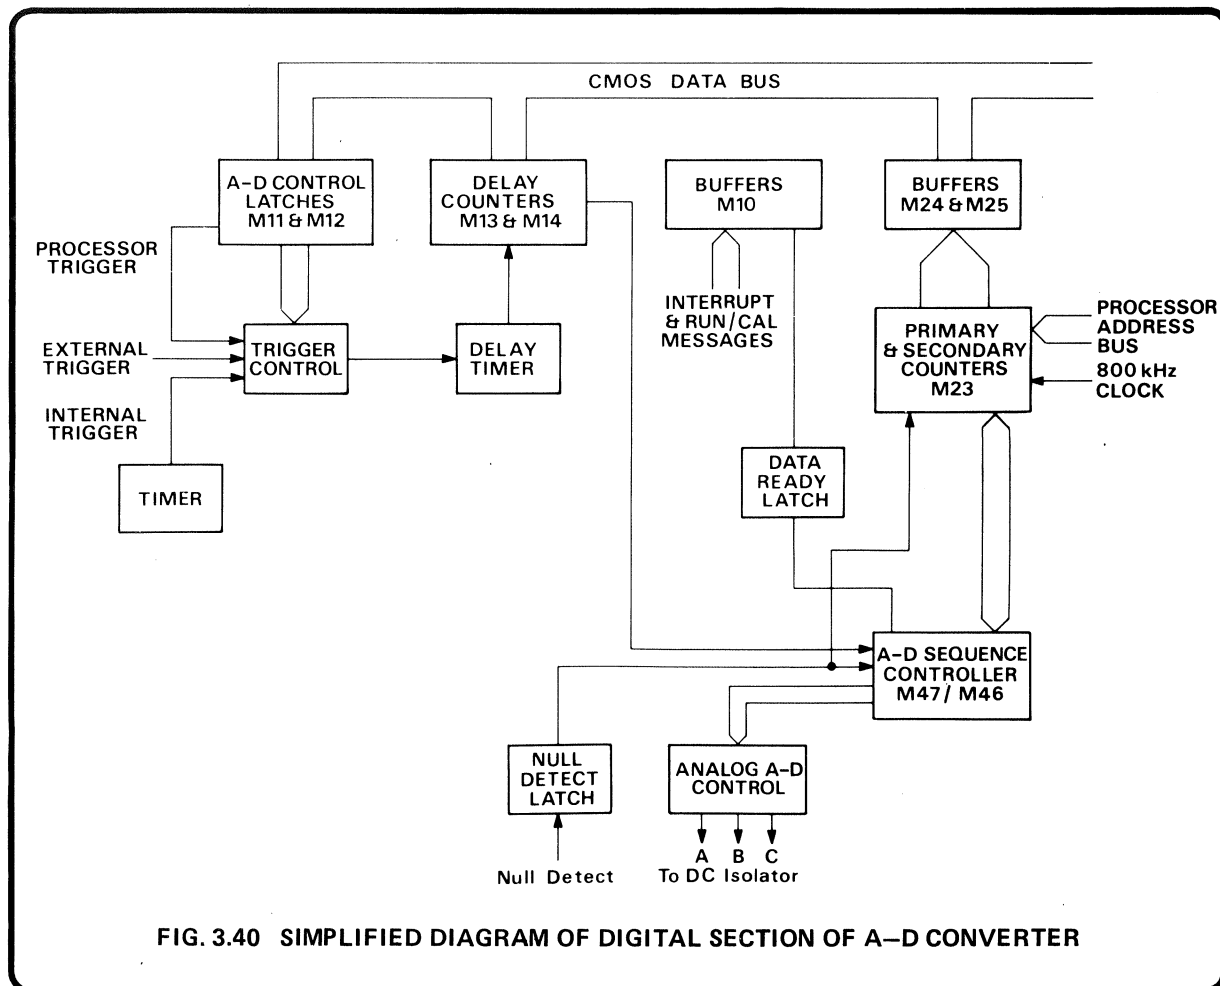 CMOS DATA BUS
A-D CONTROL
LATCHES
M11 & M12
DELAY
COUNTERS
M13 & M14
BUFFERS
M10
BUFFERS
M24 & M25
PROCESSOR
TRIGGER
EXTERNAL
TRIGGER
INTERNAL
TRIGGER
TRIGGER
CONTROL
DELAY
TIMER
INTERRUPT
& RUN/CAL
MESSAGES
PRIMARY
& SECONDARY
COUNTERS
M23
PROCESSOR
ADDRESS
BUS
800 kHz
CLOCK
TIMER
DATA
READY
LATCH
A-D SEQUENCE
CONTROLLER
M47/ M46
NULL
DETECT
LATCH
ANALOG A-D
CONTROL
Null Detect
A B C
To DC Isolator
FIG. 3.40 SIMPLIFIED DIAGRAM OF DIGITAL SECTION OF A–D CONVERTER